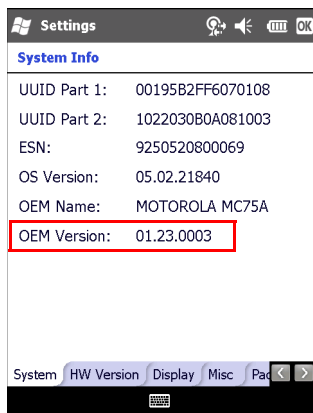 Settings
OK
System Info
UUID Part 1: 00195B2FF6070108
UUID Part 2: 1022030B0A081003
ESN: 9250520800069
OS Version: 05.02.21840
OEM Name: MOTOROLA MC75A
OEM Version: 01.23.0003
System HW Version Display Misc Pac